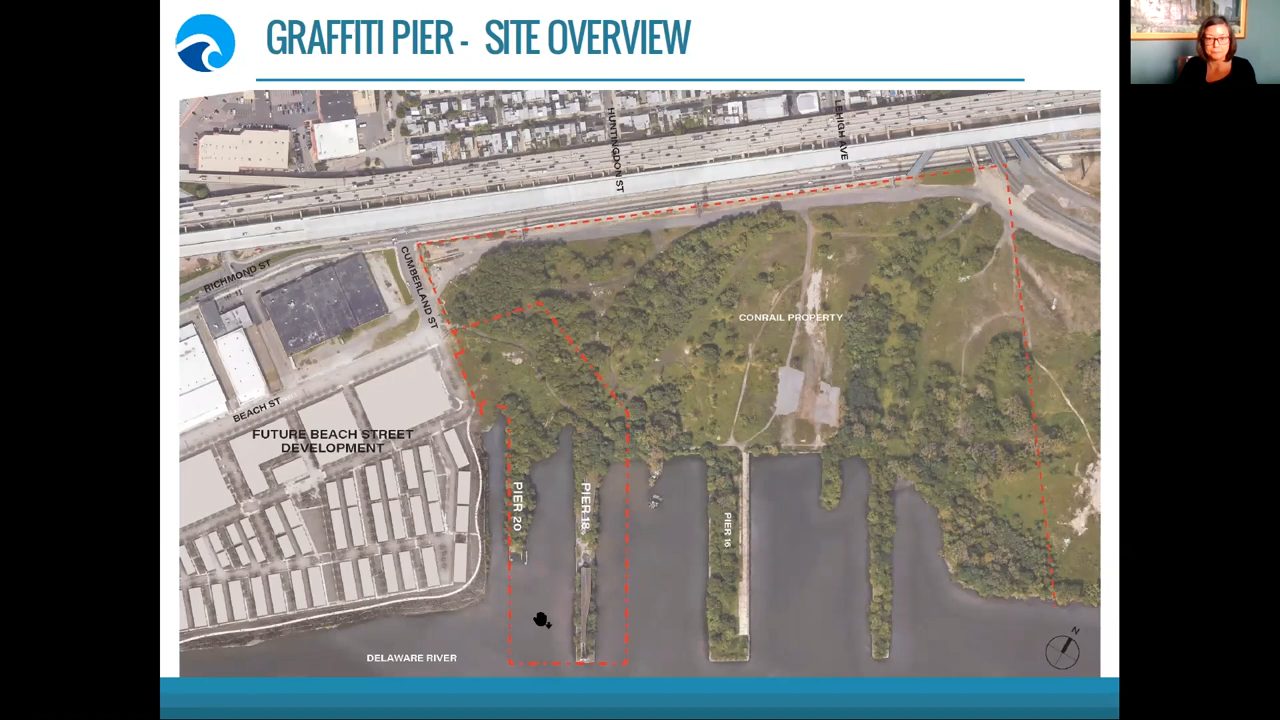 GRAFFITI PIER - SITE OVERVIEW
HUNTINGDON ST
LEHIGH AVE
RICHMOND ST
CUMBERLAND ST
CONRAIL PROPERTY
BEACH ST
FUTURE BEACH STREET
DEVELOPMENT
PIER 20
PIER 18
PIER 16
DELAWARE RIVER
N